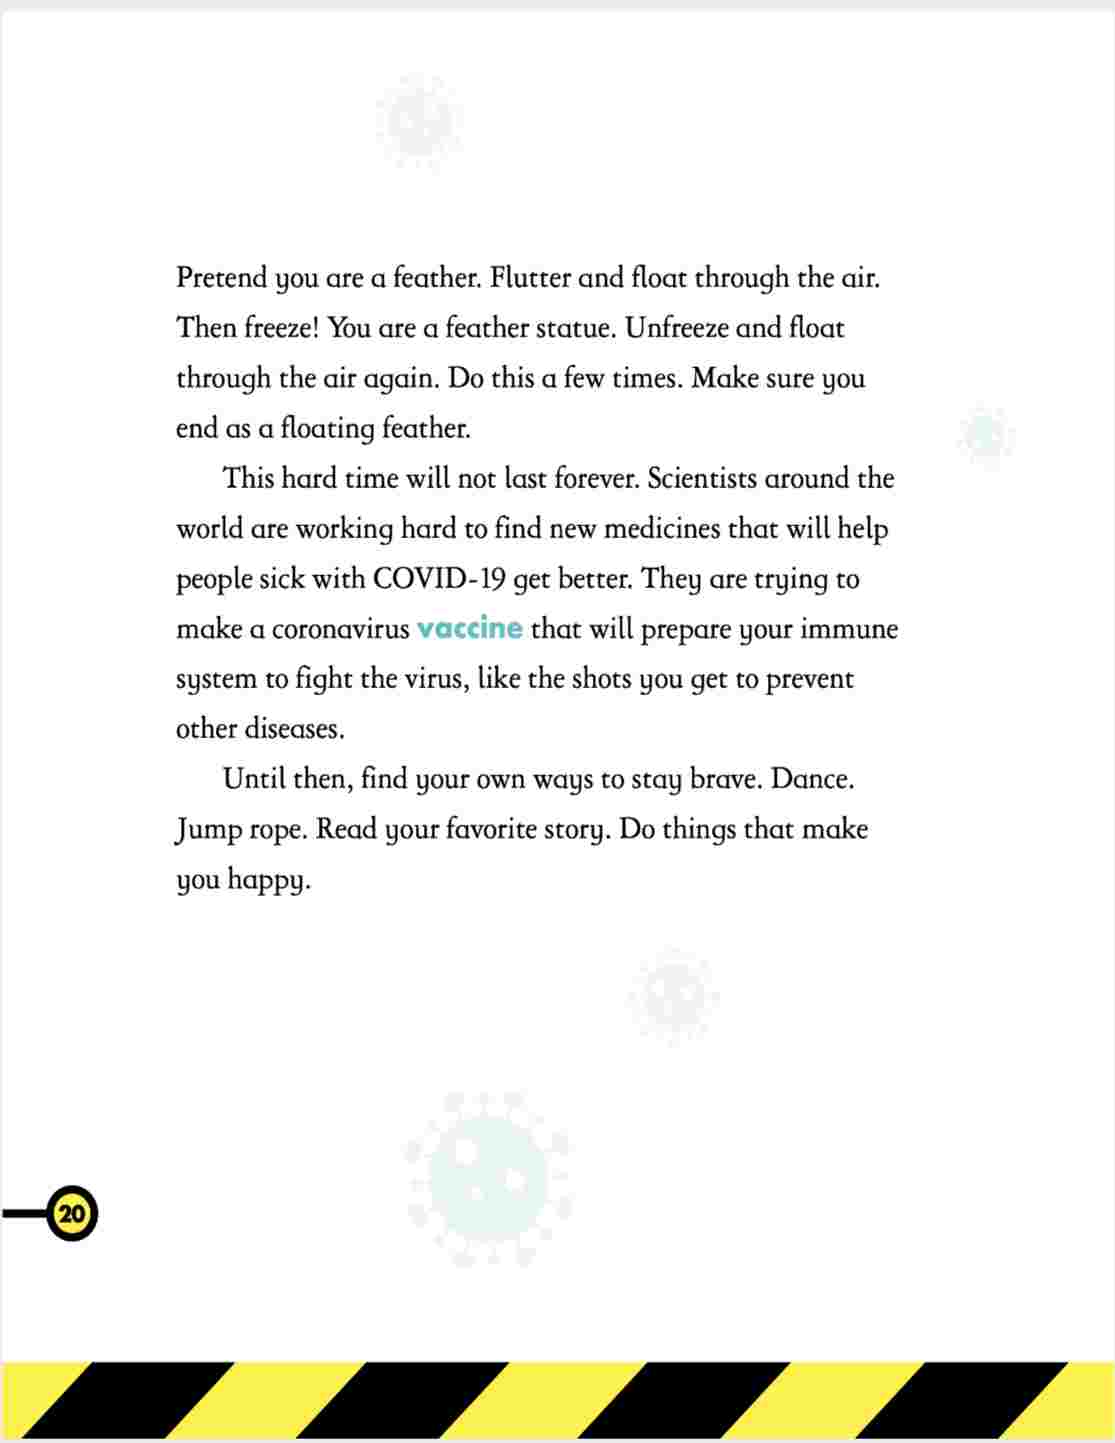 Pretend you are a feather. Flutter and float through the air.
Then freeze! You are a feather statue. Unfreeze and float
through the air again. Do this a few times. Make sure you
end as a floating feather.
This hard time will not last forever. Scientists around the
world are working hard to find new medicines that will help
people sick with COVID-19 get better. They are trying to
make a coronavirus vaccine that will prepare your immune
system to fight the virus, like the shots you get to prevent
other diseases.
Until then, find your own ways to stay brave. Dance.
Jump rope. Read your favorite story. Do things that make
you happy.
20